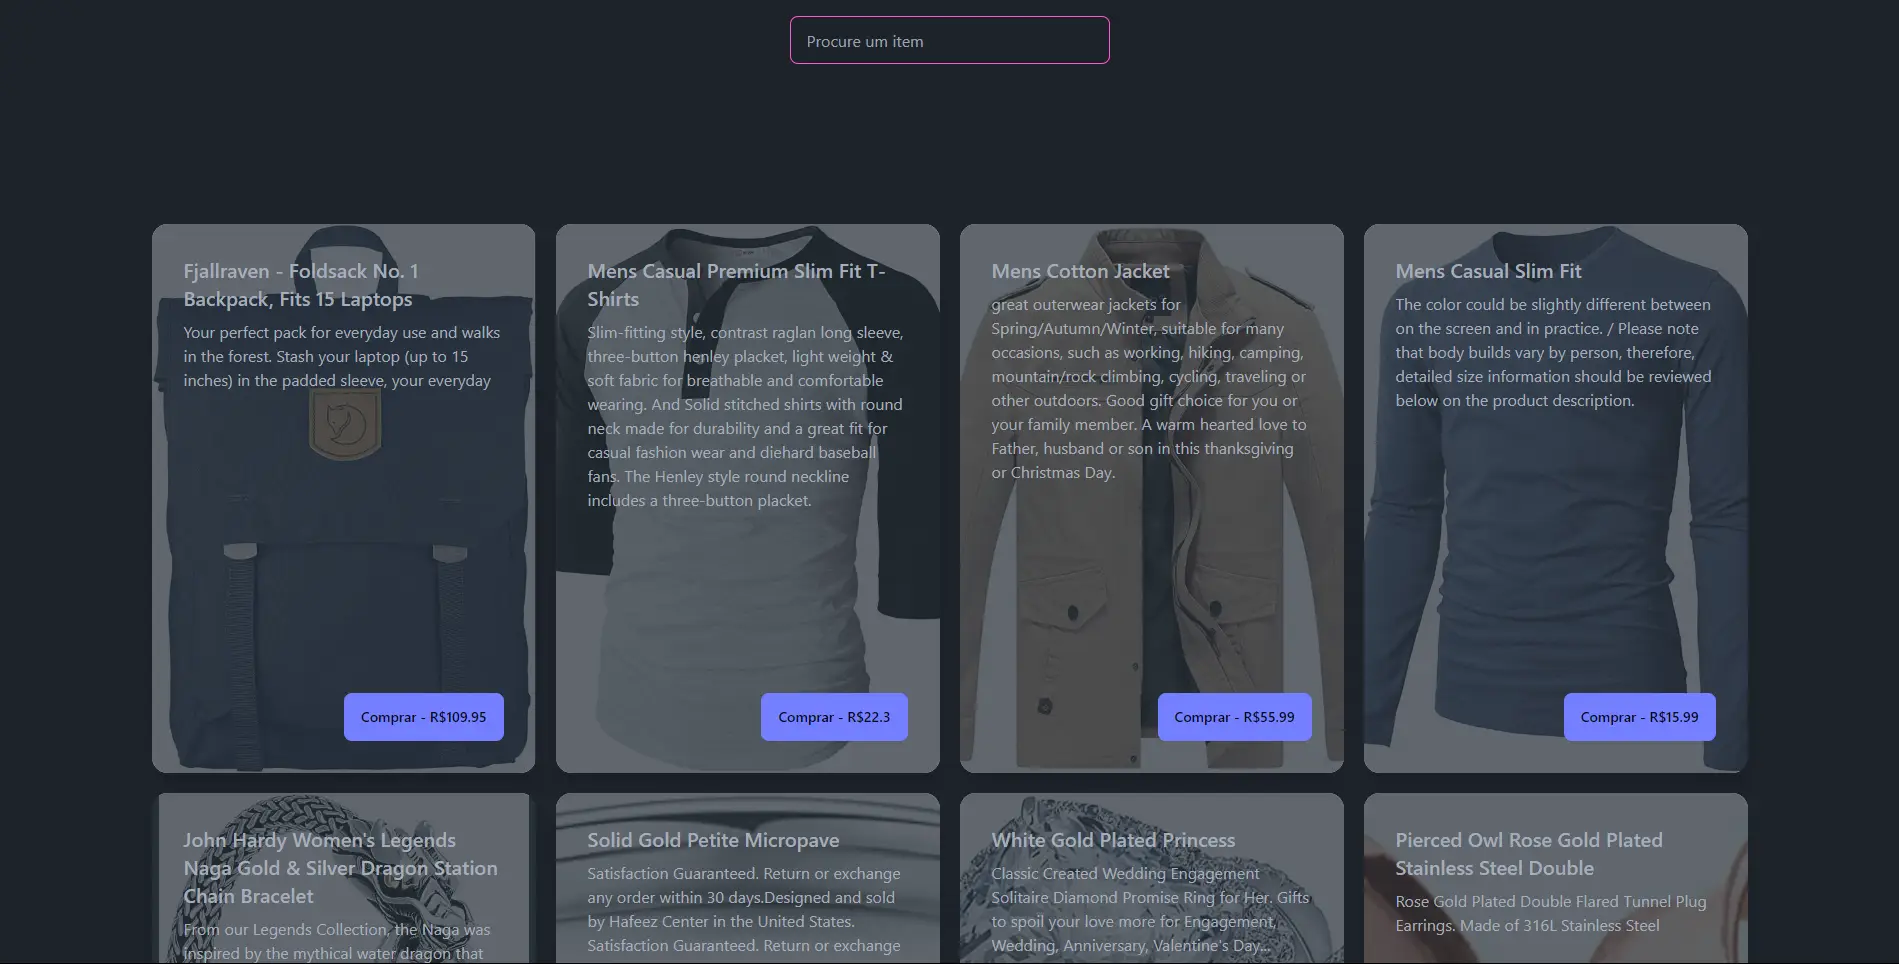 Procure um item
Fjallraven - Foldsack No. 1
Backpack, Fits 15 Laptops
Your perfect pack for everyday use and walks
in the forest. Stash your laptop (up to 15
inches) in the padded sleeve, your everyday
Comprar - R$109.95
Mens Casual Premium Slim Fit T-
Shirts
Slim-fitting style, contrast raglan long sleeve,
three-button henley placket, light weight &
soft fabric for breathable and comfortable
wearing. And Solid stitched shirts with round
neck made for durability and a great fit for
casual fashion wear and diehard baseball
fans. The Henley style round neckline
includes a three-button placket.
Comprar - R$22.3
Mens Cotton Jacket
great outerwear jackets for
Spring/Autumn/Winter, suitable for many
occasions, such as working, hiking, camping,
mountain/rock climbing, cycling, traveling or
other outdoors. Good gift choice for you or
your family member. A warm hearted love to
Father, husband or son in this thanksgiving
or Christmas Day.
Comprar - R$55.99
Mens Casual Slim Fit
The color could be slightly different between
on the screen and in practice. / Please note
that body builds vary by person, therefore,
detailed size information should be reviewed
below on the product description.
Comprar - R$15.99
John Hardy Women's Legends
Naga Gold & Silver Dragon Station
Chain Bracelet
From our Legends Collection, the Naga was
inspired by the mythical water dragon that
Solid Gold Petite Micropave
Satisfaction Guaranteed. Return or exchange
any order within 30 days.Designed and sold
by Hafeez Center in the United States.
Satisfaction Guaranteed. Return or exchange
White Gold Plated Princess
Classic Created Wedding Engagement
Solitaire Diamond Promise Ring for Her. Gifts
to spoil your love more for Engagement,
Wedding, Anniversary, Valentine's Day...
Pierced Owl Rose Gold Plated
Stainless Steel Double
Rose Gold Plated Double Flared Tunnel Plug
Earrings. Made of 316L Stainless Steel